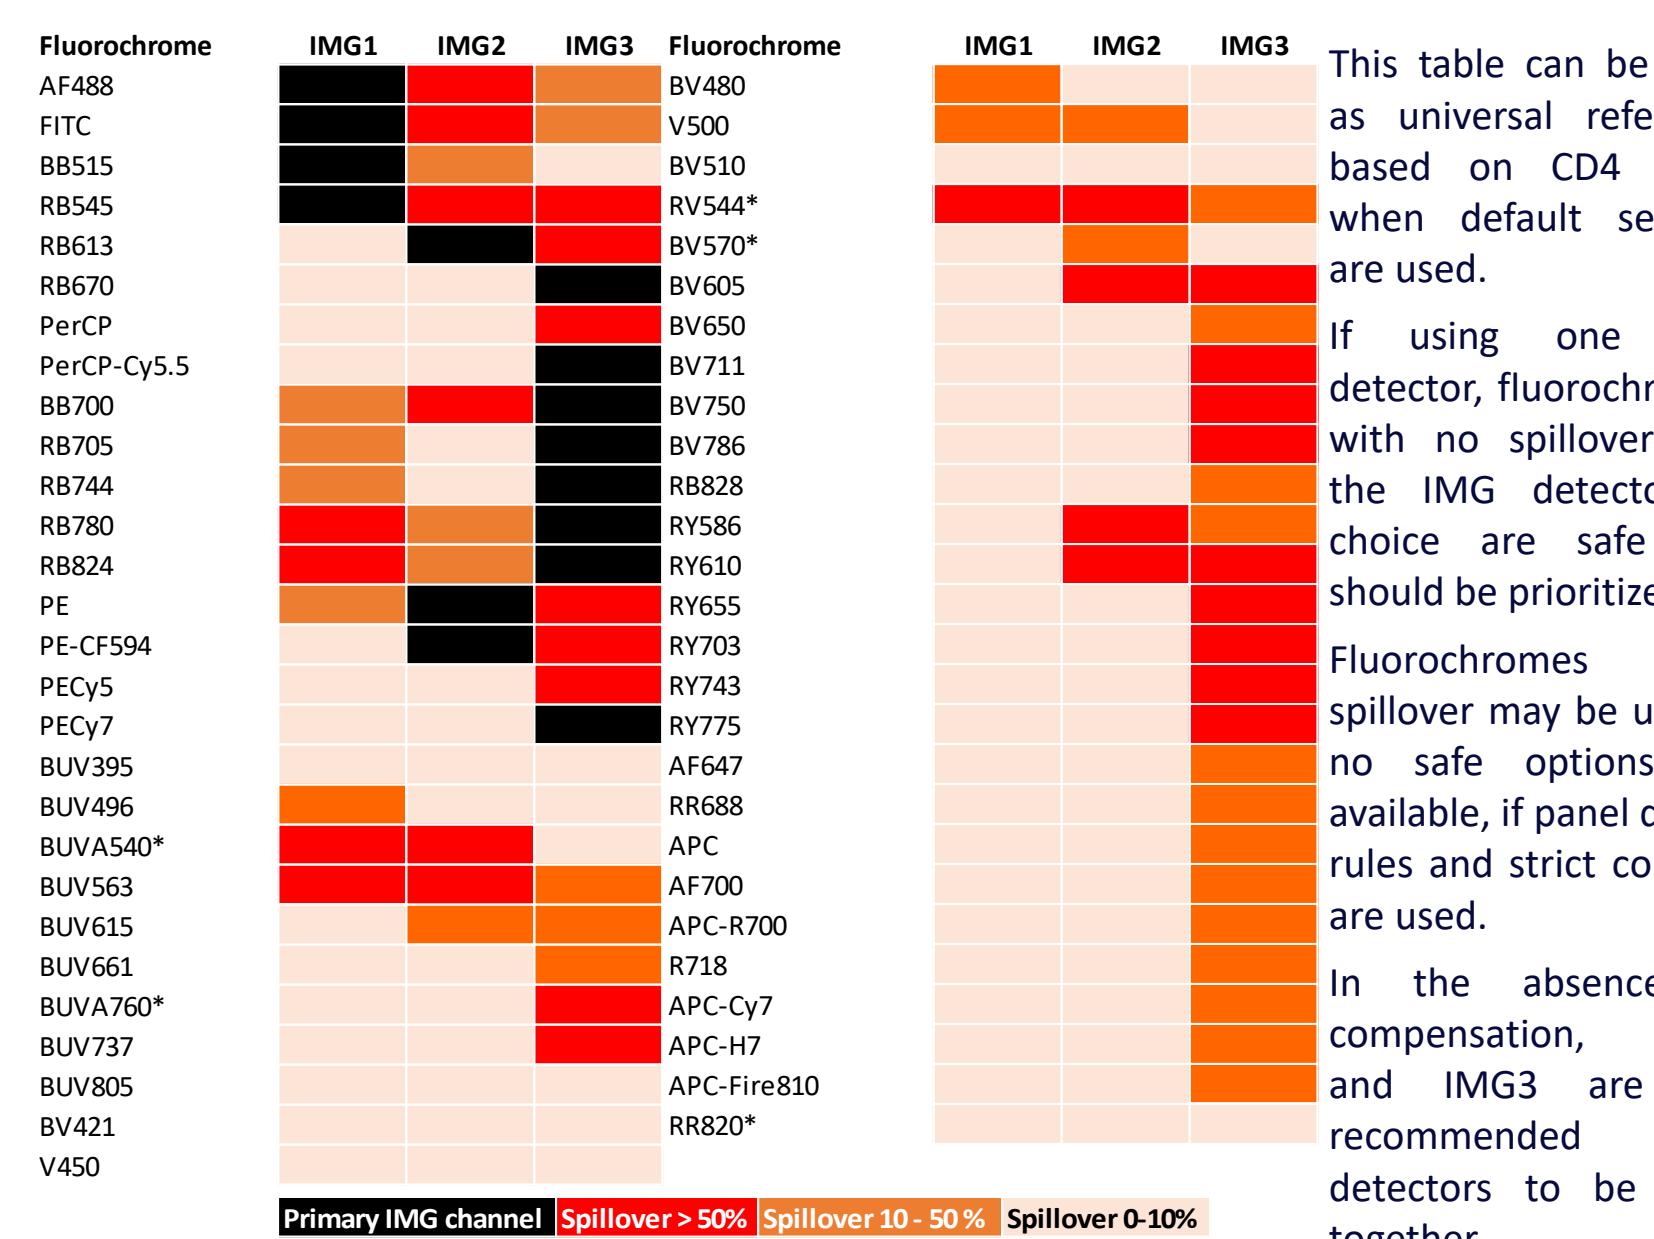 Fluorochrome IMG1 IMG2 IMG3 Fluorochrome IMG1 IMG2 IMG3
AF488 BV480
FITC V500
BB515 BV510
RB545 RV544*
RB613 BV570*
RB670 BV605
PerCP BV650
PerCP-Cy5.5 BV711
BB700 BV750
RB705 BV786
RB744 RB828
RB780 RY586
RB824 RY610
PE RY655
PE-CF594 RY703
PECy5 RY743
PECy7 RY775
BUV395 AF647
BUV496 RR688
BUVA540* APC
BUV563 AF700
BUV615 APC-R700
BUV661 R718
BUVA760* APC-Cy7
BUV737 APC-H7
BUV805 APC-Fire810
BV421 RR820*
V450
Primary IMG channel Spillover > 50% Spillover 10 - 50 % Spillover 0-10%
This table can be
as universal
based on CD4
when default
are used.
If using one
detector,
with no spillover
the IMG
choice are safe
should be
Fluorochromes
spillover may be
no safe options
available, if panel
rules and strict
are used.
In the
compensation,
and IMG3 are
recommended
detectors to be
together